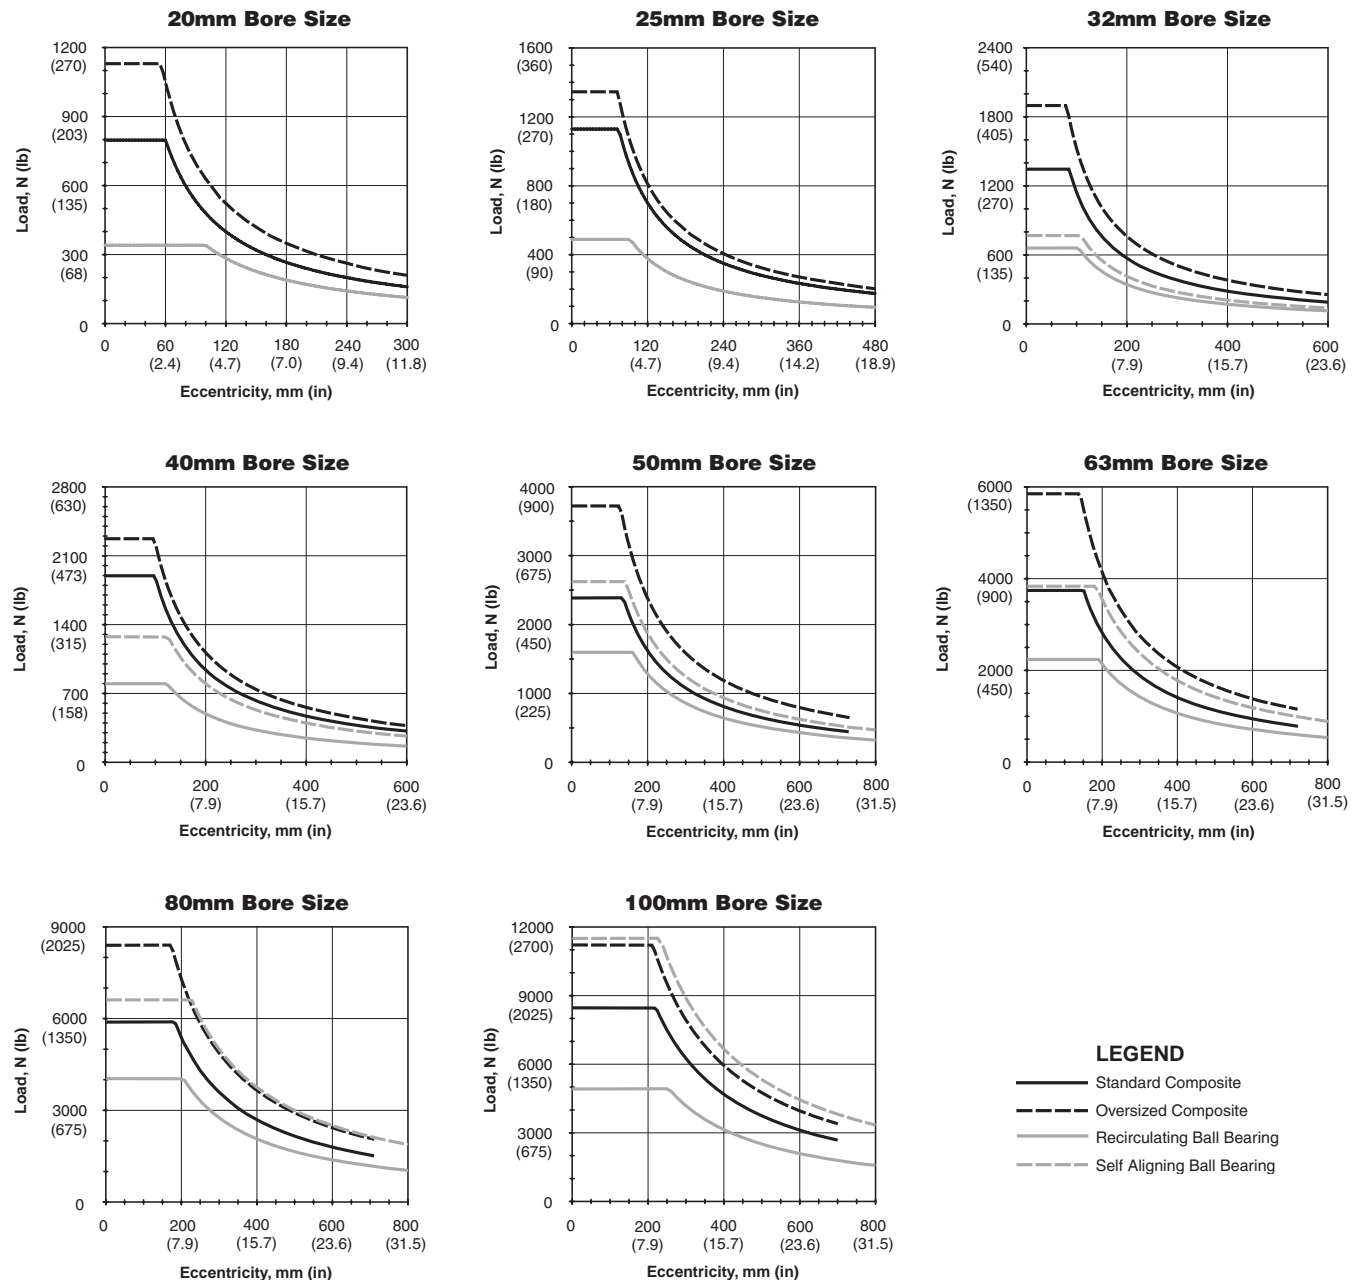 20mm Bore Size
1200
(270)
900
(203)
600
(135)
300
(68)
0
Load, N (lb)
0 60 120 180 240 300
(2.4) (4.7) (7.0) (9.4) (11.8)
Eccentricity, mm (in)
25mm Bore Size
1600
(360)
1200
(270)
800
(180)
400
(90)
0
Load, N (lb)
0 120 240 360 480
(4.7) (9.4) (14.2) (18.9)
Eccentricity, mm (in)
32mm Bore Size
2400
(540)
1800
(405)
1200
(270)
600
(135)
0
Load, N (lb)
0 200 400 600
(7.9) (15.7) (23.6)
Eccentricity, mm (in)
40mm Bore Size
2800
(630)
2100
(473)
1400
(315)
700
(158)
0
Load, N (lb)
0 200 400 600
(7.9) (15.7) (23.6)
Eccentricity, mm (in)
50mm Bore Size
4000
(900)
3000
(675)
2000
(450)
1000
(225)
0
Load, N (lb)
0 200 400 600 800
(7.9) (15.7) (23.6) (31.5)
Eccentricity, mm (in)
63mm Bore Size
6000
(1350)
4000
(900)
2000
(450)
0
Load, N (lb)
0 200 400 600 800
(7.9) (15.7) (23.6) (31.5)
Eccentricity, mm (in)
80mm Bore Size
9000
(2025)
6000
(1350)
3000
(675)
0
Load, N (lb)
0 200 400 600 800
(7.9) (15.7) (23.6) (31.5)
Eccentricity, mm (in)
100mm Bore Size
12000
(2700)
9000
(2025)
6000
(1350)
3000
(675)
0
Load, N (lb)
0 200 400 600 800
(7.9) (15.7) (23.6) (31.5)
Eccentricity, mm (in)
LEGEND
Standard Composite
Oversized Composite
Recirculating Ball Bearing
Self Aligning Ball Bearing